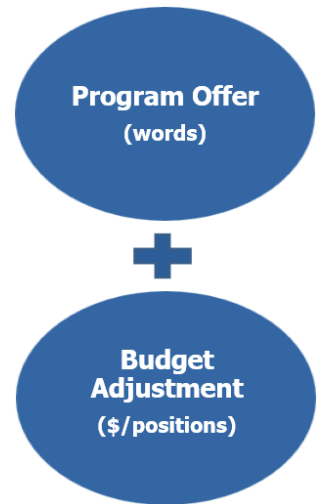 Program Offer
(words)
Budget
Adjustment
($/positions)